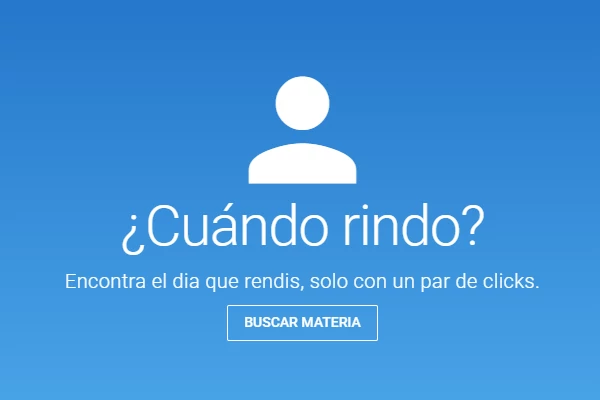 ¿Cuándo rindo?
Encontra el dia que rendis, solo con un par de clicks.
BUSCAR MATERIA